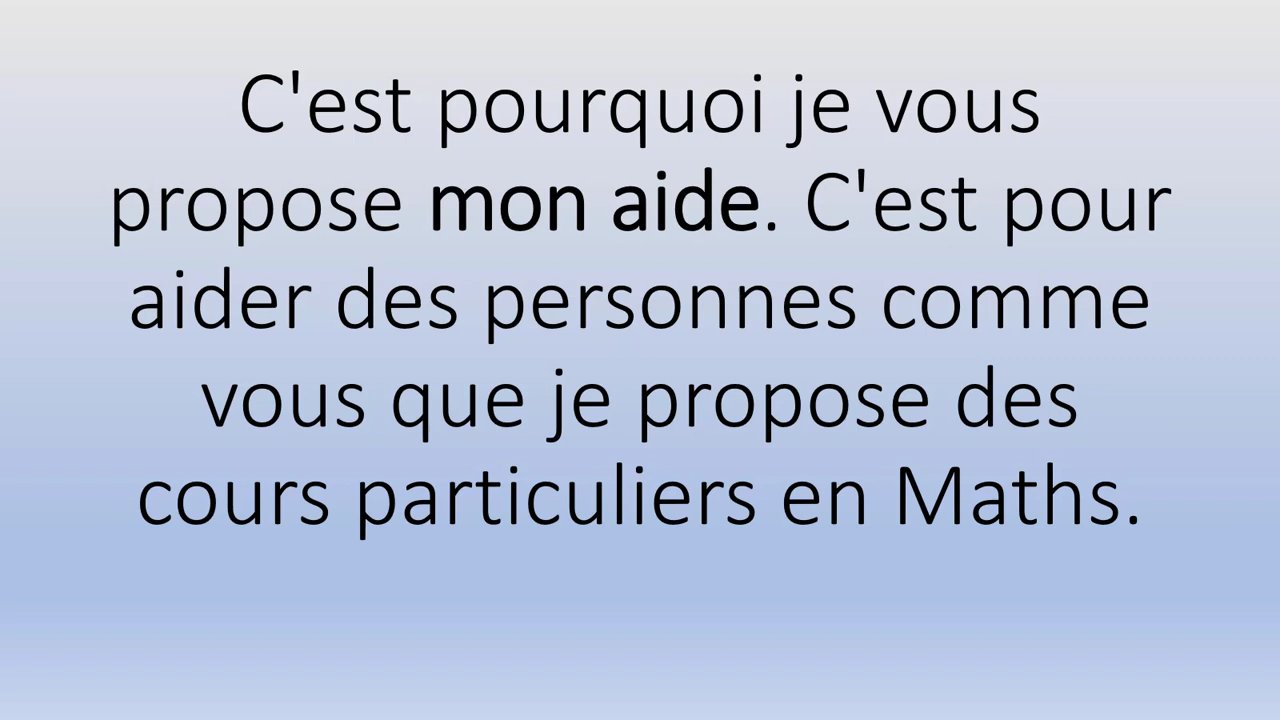 C'est pourquoi je vous
propose mon aide. C'est pour
aider des personnes comme
vous que je propose des
cours particuliers en Maths.